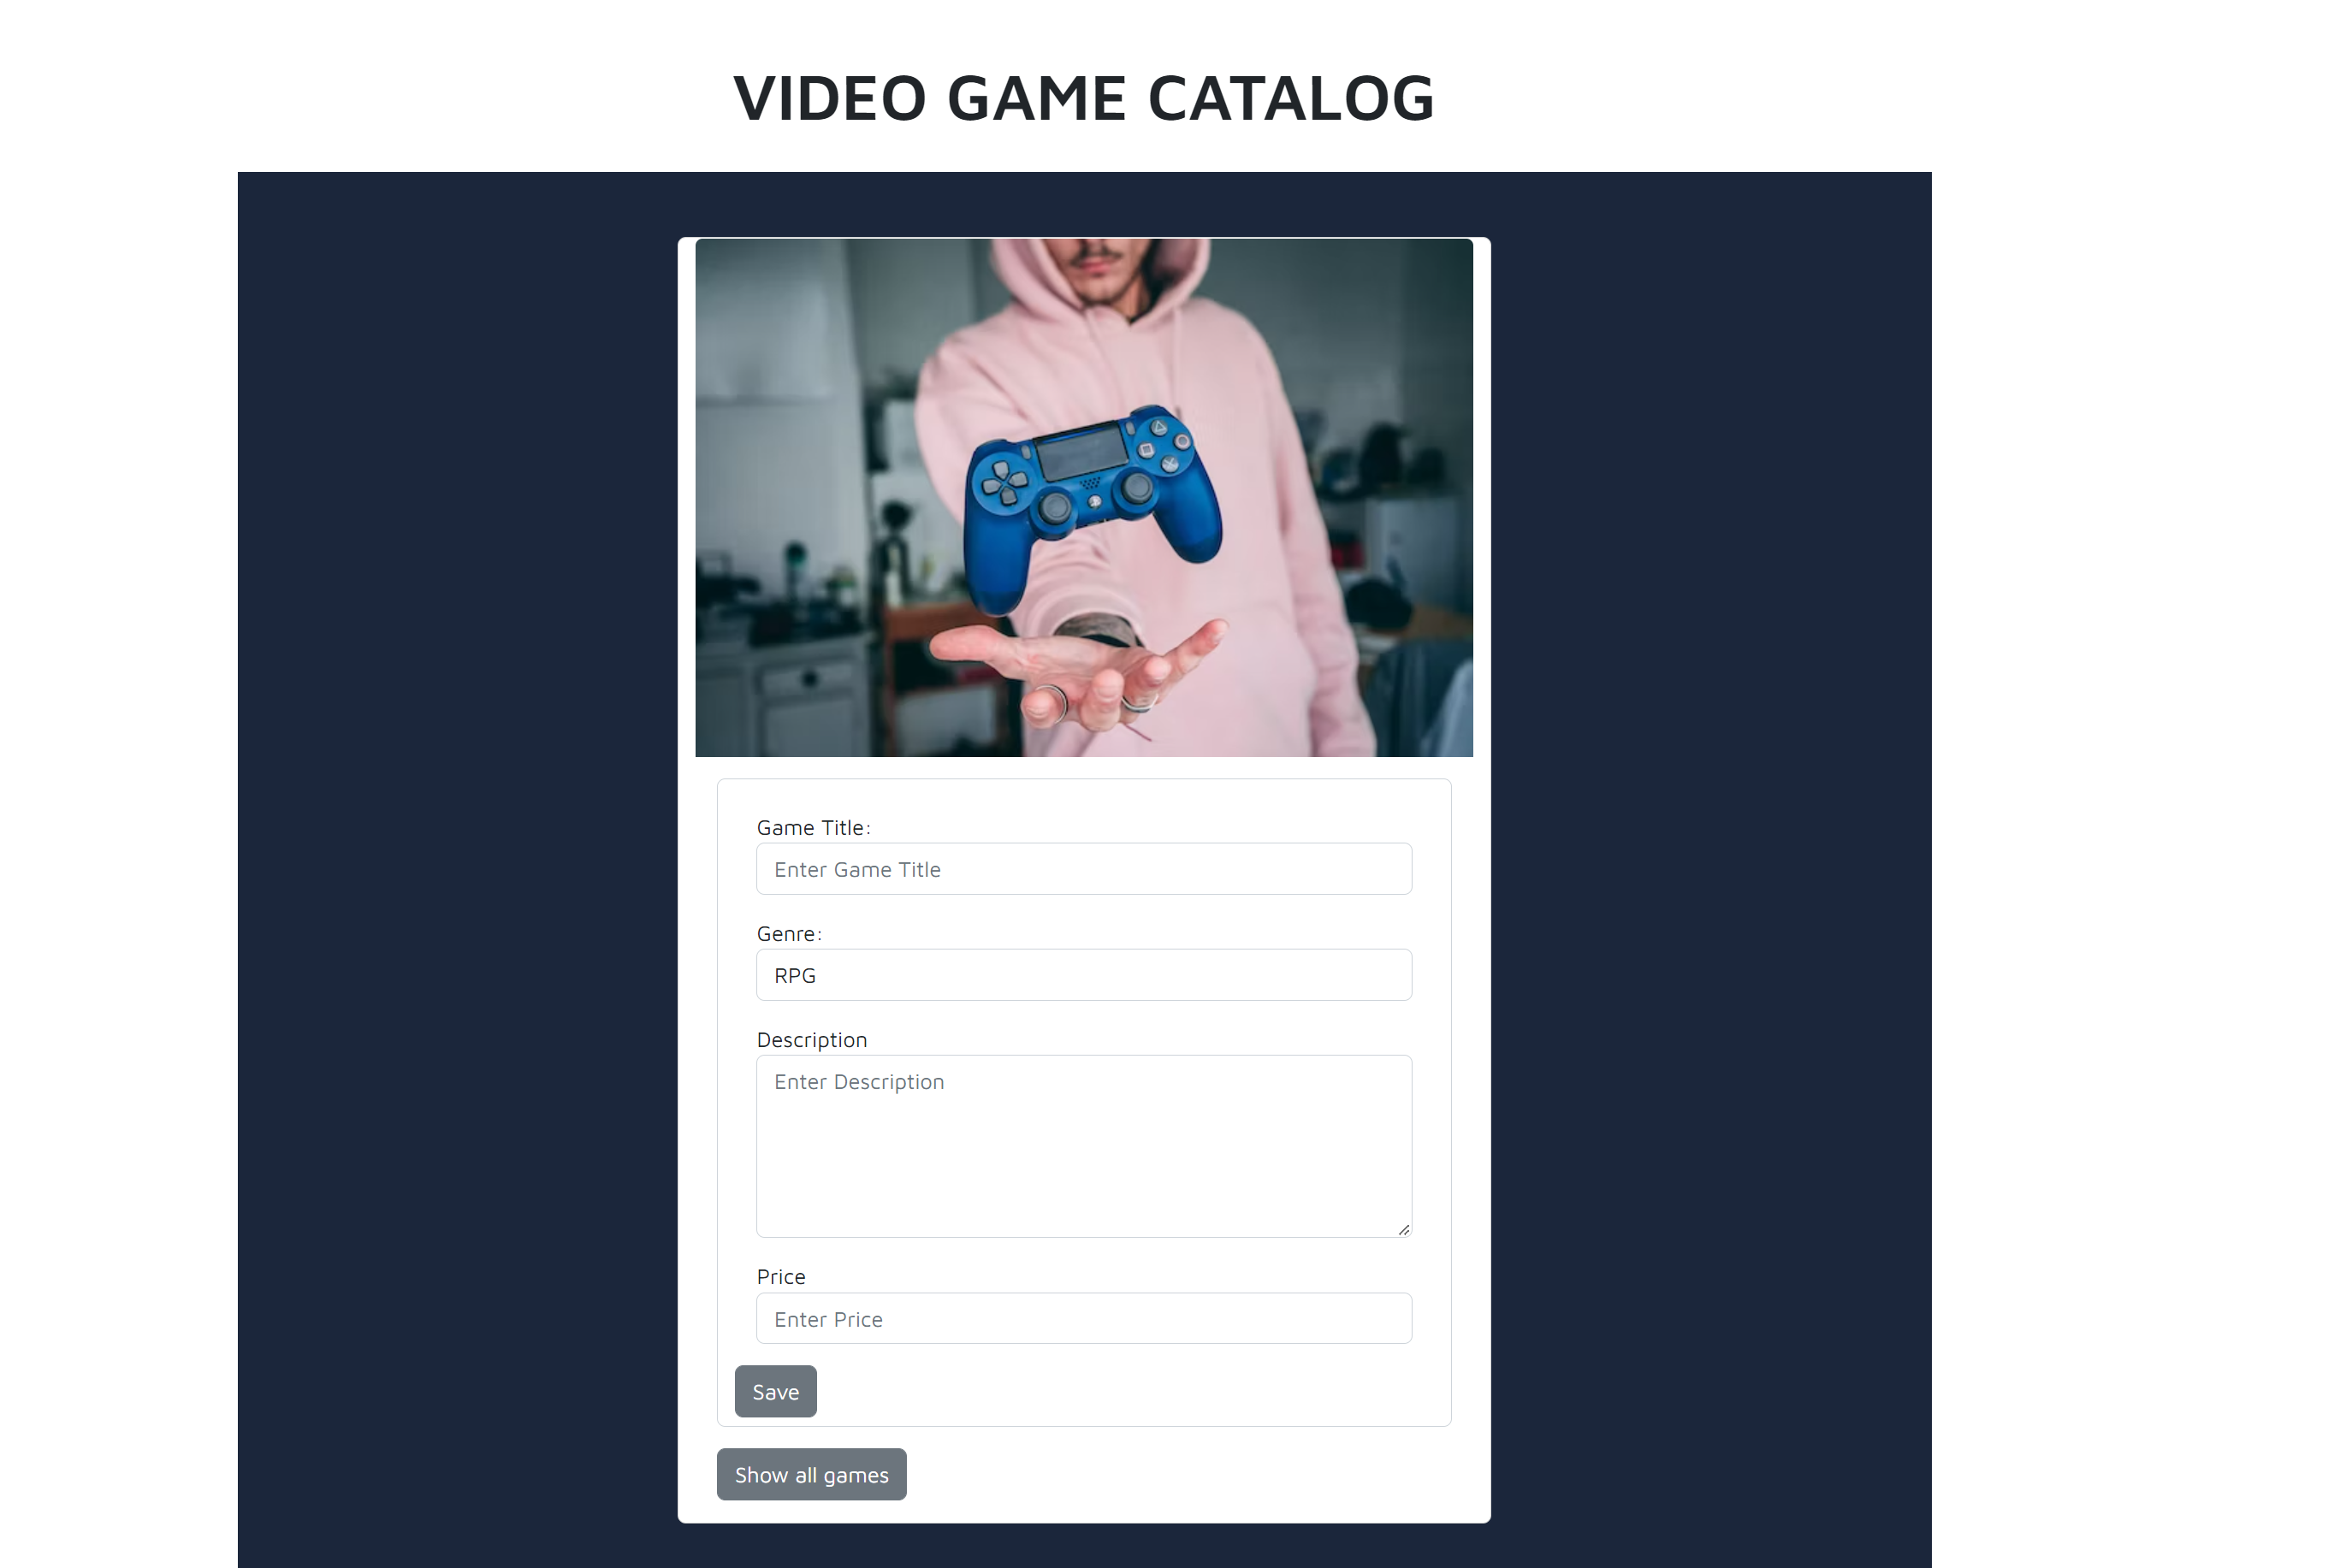 VIDEO GAME CATALOG
Game Title:
Enter Game Title
Genre:
RPG
Description
Enter Description
Price
Enter Price
Save
Show all games